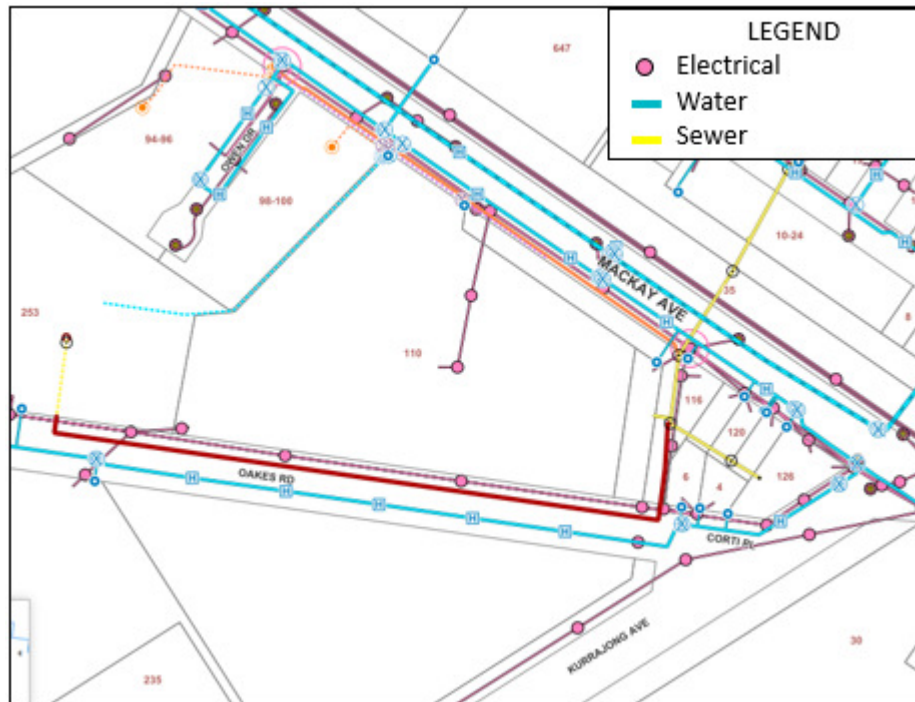 LEGEND
Electrical
Water
Sewer
647
94-96
OWEN DR
98-100
10-24
MACKAY AVE
35
8
253
110
116
120
OAKES RD
6
4
126
CORTI PL
KURRAJONG AVE
30
235